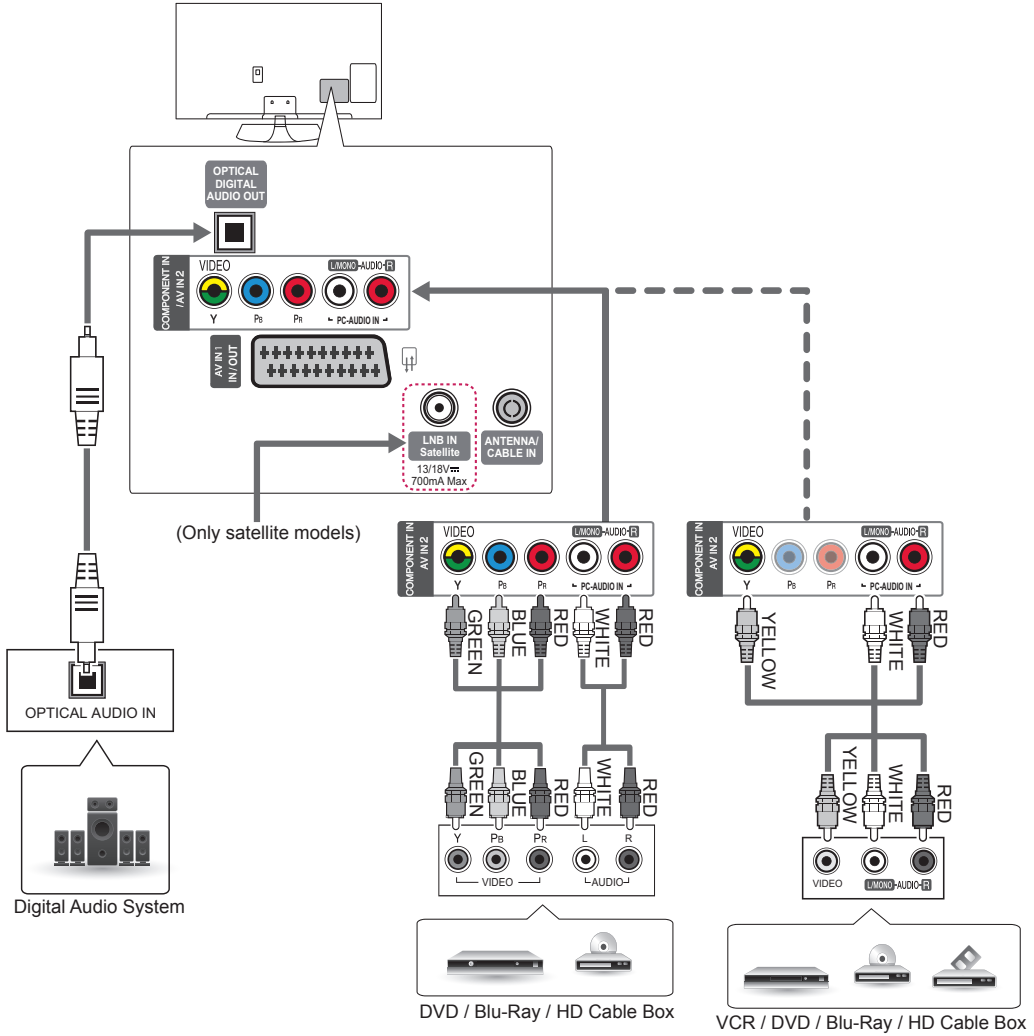 OPTICAL
DIGITAL
AUDIO OUT
COMPONENT IN
/ AV IN 2
VIDEO
L/MONO -AUDIO- R
Y
PB
PR
PC-AUDIO IN
AV IN 1
IN / OUT
LNB IN
Satellite
13/18V
700mA Max
ANTENNA/
CABLE IN
(Only satellite models)
COMPONENT IN
AV IN2
VIDEO
L/MONO -AUDIO- R
Y
PB
PR
PC-AUDIO IN
GREEN
BLUE
RED
WHITE
RED
GREEN
BLUE
RED
WHITE
RED
Y
PB
PR
L
R
VIDEO
AUDIO
DVD / Blu-Ray / HD Cable Box
COMPONENT IN
AV IN2
VIDEO
L/MONO -AUDIO- R
Y
PB
PR
PC-AUDIO IN
YELLOW
WHITE
RED
YELLOW
WHITE
RED
VIDEO
L/MONO -AUDIO- R
VCR / DVD / Blu-Ray / HD Cable Box
OPTICAL AUDIO IN
Digital Audio System